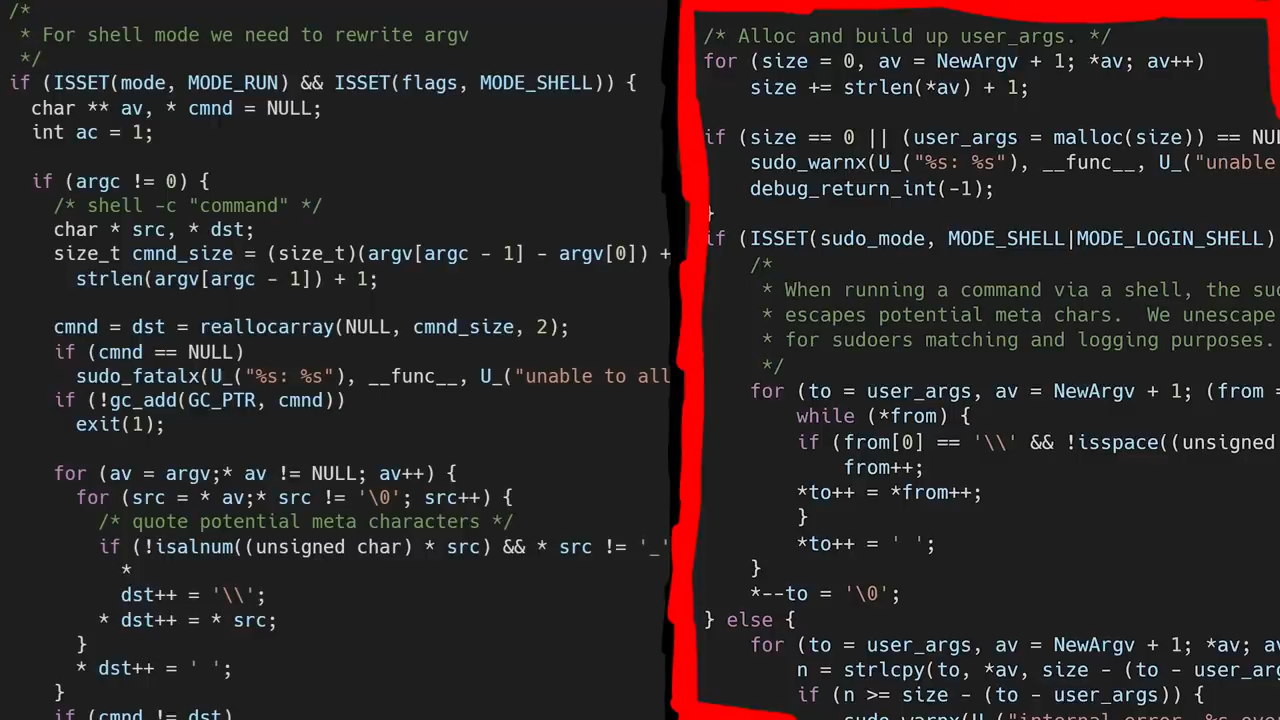 /*
 * For shell mode we need to rewrite argv
 */
if (ISSET(mode, MODE_RUN) && ISSET(flags, MODE_SHELL)) {
  char ** av, * cmnd = NULL;
  int ac = 1;
  if (argc != 0) {
    /* shell -c "command" */
    char * src, * dst;
    size_t cmnd_size = (size_t)(argv[argc - 1] - argv[0]) +
      strlen(argv[argc - 1]) + 1;
    cmnd = dst = reallocarray(NULL, cmnd_size, 2);
    if (cmnd == NULL)
      sudo_fatalx(U_("%s: %s"), __func__, U_("unable to all
    if (!gc_add(GC_PTR, cmnd))
      exit(1);
    for (av = argv;* av != NULL; av++) {
      for (src = * av;* src != '\0'; src++) {
        /* quote potential meta characters */
        if (!isalnum((unsigned char) * src) && * src != '_'
          *
          dst++ = '\\';
        * dst++ = * src;
      }
      * dst++ = ' ';
    }
    if (cmnd != dst)
/* Alloc and build up user_args. */
for (size = 0, av = NewArgv + 1; *av; av++)
    size += strlen(*av) + 1;
if (size == 0 || (user_args = malloc(size)) == NU
    sudo_warnx(U_("%s: %s"), __func__, U_("unable
    debug_return_int(-1);
}
if (ISSET(sudo_mode, MODE_SHELL|MODE_LOGIN_SHELL)
    /*
     * When running a command via a shell, the su
     * escapes potential meta chars.  We unescape
     * for sudoers matching and logging purposes.
     */
    for (to = user_args, av = NewArgv + 1; (from =
        while (*from) {
        if (from[0] == '\\' && !isspace((unsigned
            from++;
        *to++ = *from++;
        }
        *to++ = ' ';
    }
    *--to = '\0';
} else {
    for (to = user_args, av = NewArgv + 1; *av; a
        n = strlcpy(to, *av, size - (to - user_arg
        if (n >= size - (to - user_args)) {